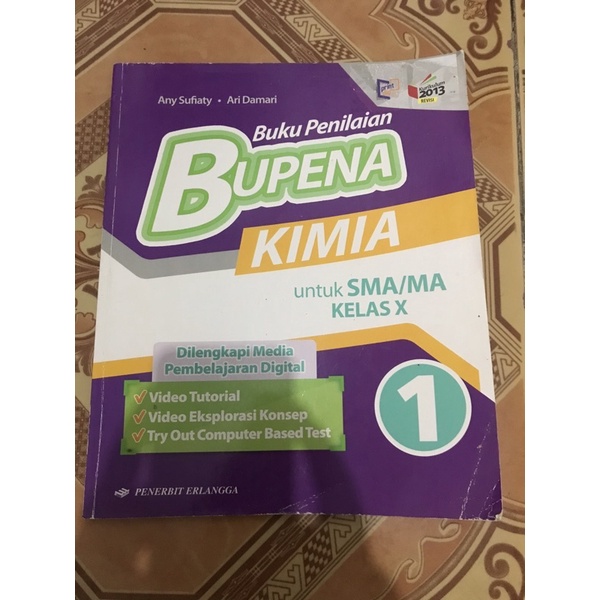 Any Sufiaty • Ari Damari
Kurikulum
2013
REVISI
Buku Penilaian
BUPENA
KIMIA
untuk SMA/MA
KELAS X
Dilengkapi Media
Pembelajaran Digital
Video Tutorial
Video Eksplorasi Konsep
Try Out Computer Based Test
1
PENERBIT ERLANGGA